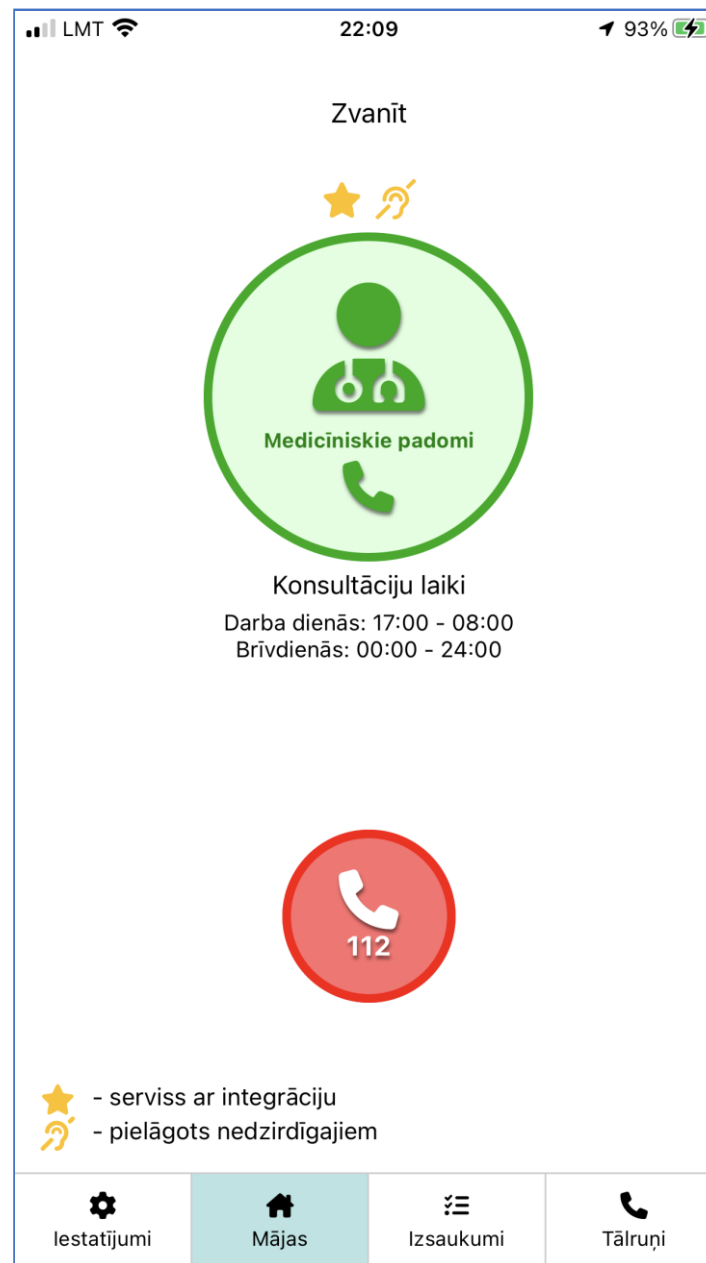 LMT 22:09 93%
Zvanīt
Medicīniskie padomi
Konsultāciju laiki
Darba dienās: 17:00 - 08:00
Brīvdienās: 00:00 - 24:00
112
- serviss ar integrāciju
- pielāgots nedzirdīgajiem
Iestatījumi Mājas Izsaukumi Tālruņi